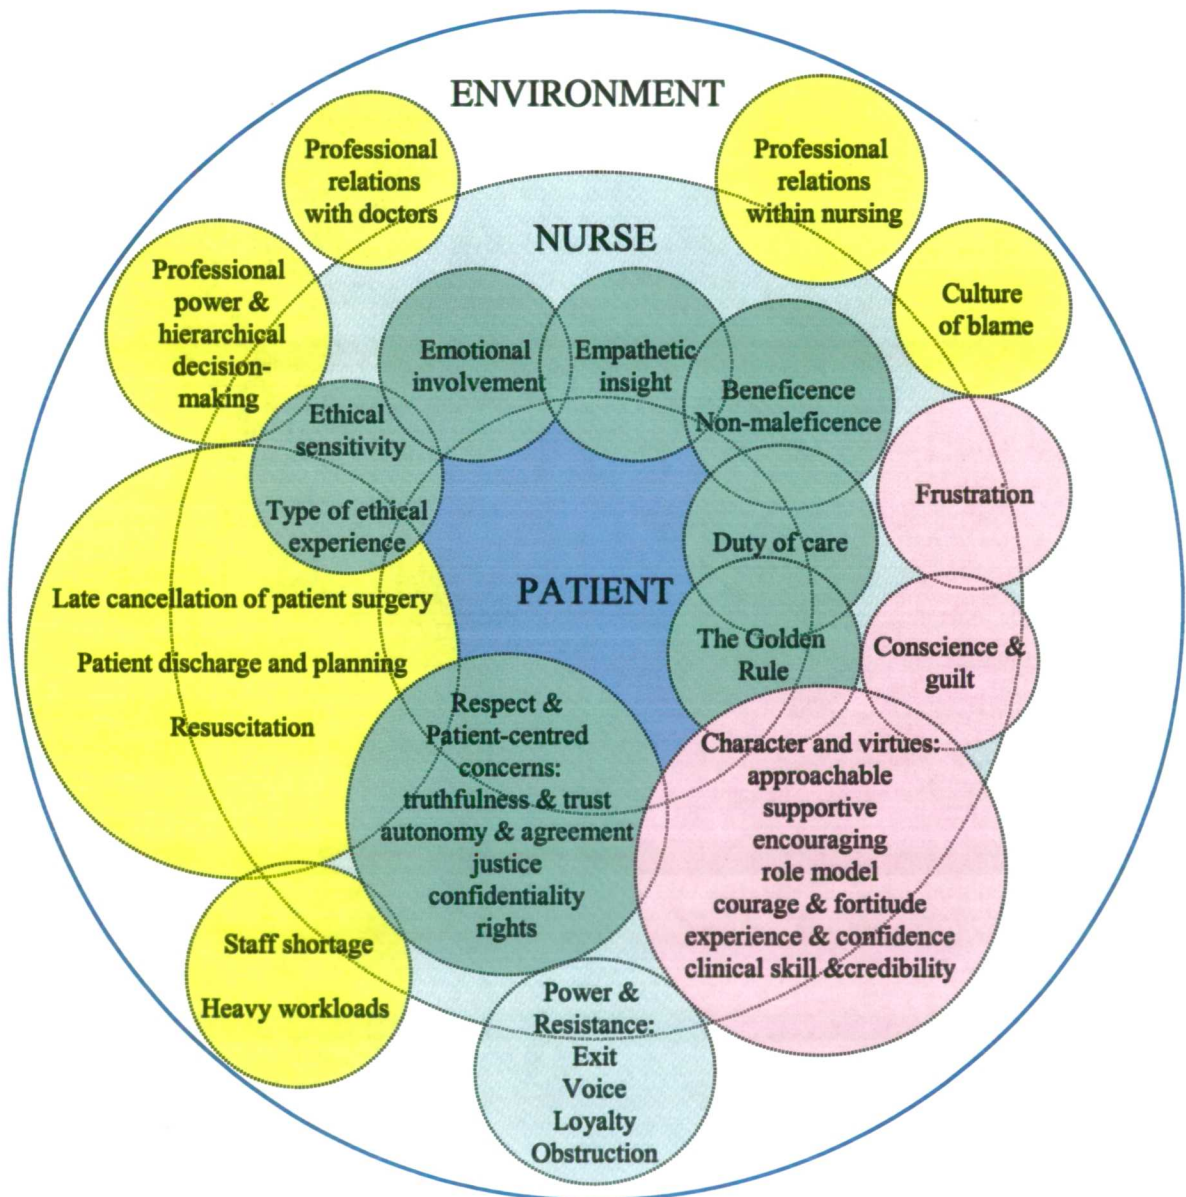 ENVIRONMENT
Professional
relations
with doctors
Professional
relations
within nursing
NURSE
Professional
power &
hierarchical
decision-
making
Culture
of blame
Emotional
involvement
Empathetic
insight
Beneficence
Non-maleficence
Ethical
sensitivity
Type of ethical
experience
Frustration
Duty of care
PATIENT
Late cancellation of patient surgery
Patient discharge and planning
Resuscitation
The Golden
Rule
Conscience &
guilt
Respect &
Patient-centred
concerns:
truthfulness & trust
autonomy & agreement
justice
confidentiality
rights
Character and virtues:
approachable
supportive
encouraging
role model
courage & fortitude
experience & confidence
clinical skill &credibility
Staff shortage
Heavy workloads
Power &
Resistance:
Exit
Voice
Loyalty
Obstruction